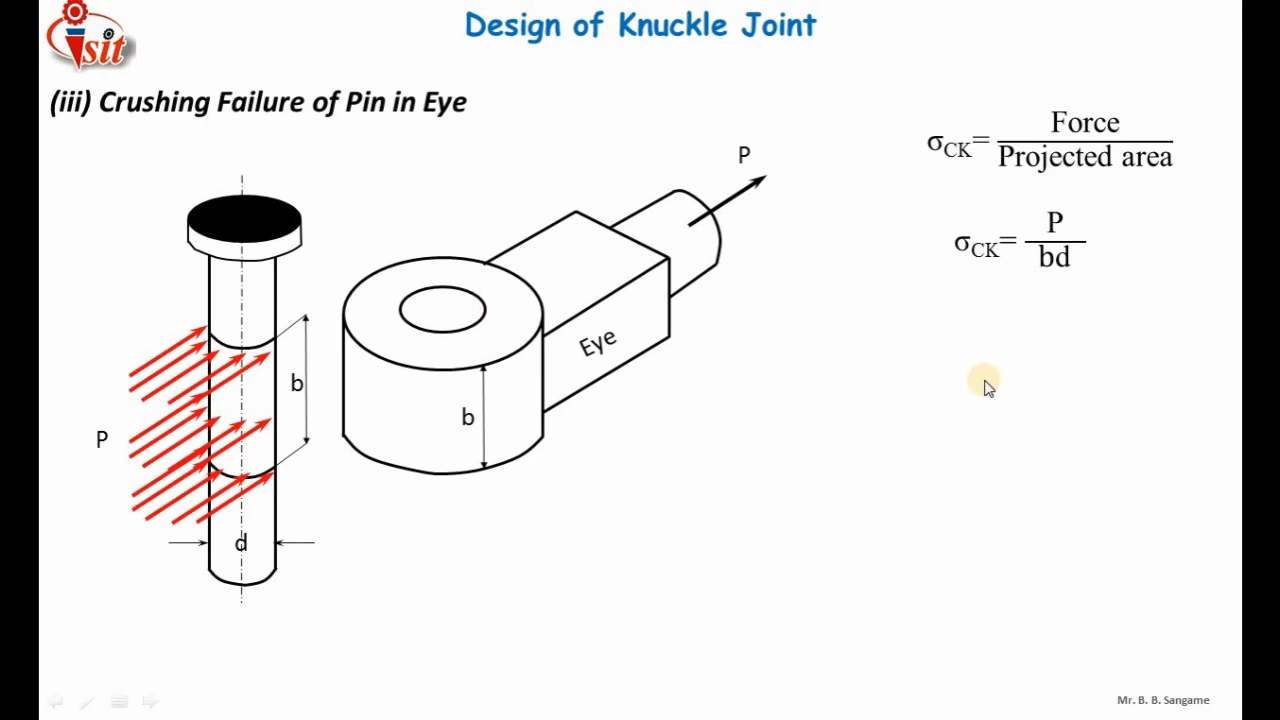 Design of Knuckle Joint
isit
(iii) Crushing Failure of Pin in Eye
σCK= Force
Projected area
σCK= P
bd
P
Eye
b
b
P
d
Mr. B. B. Sangame